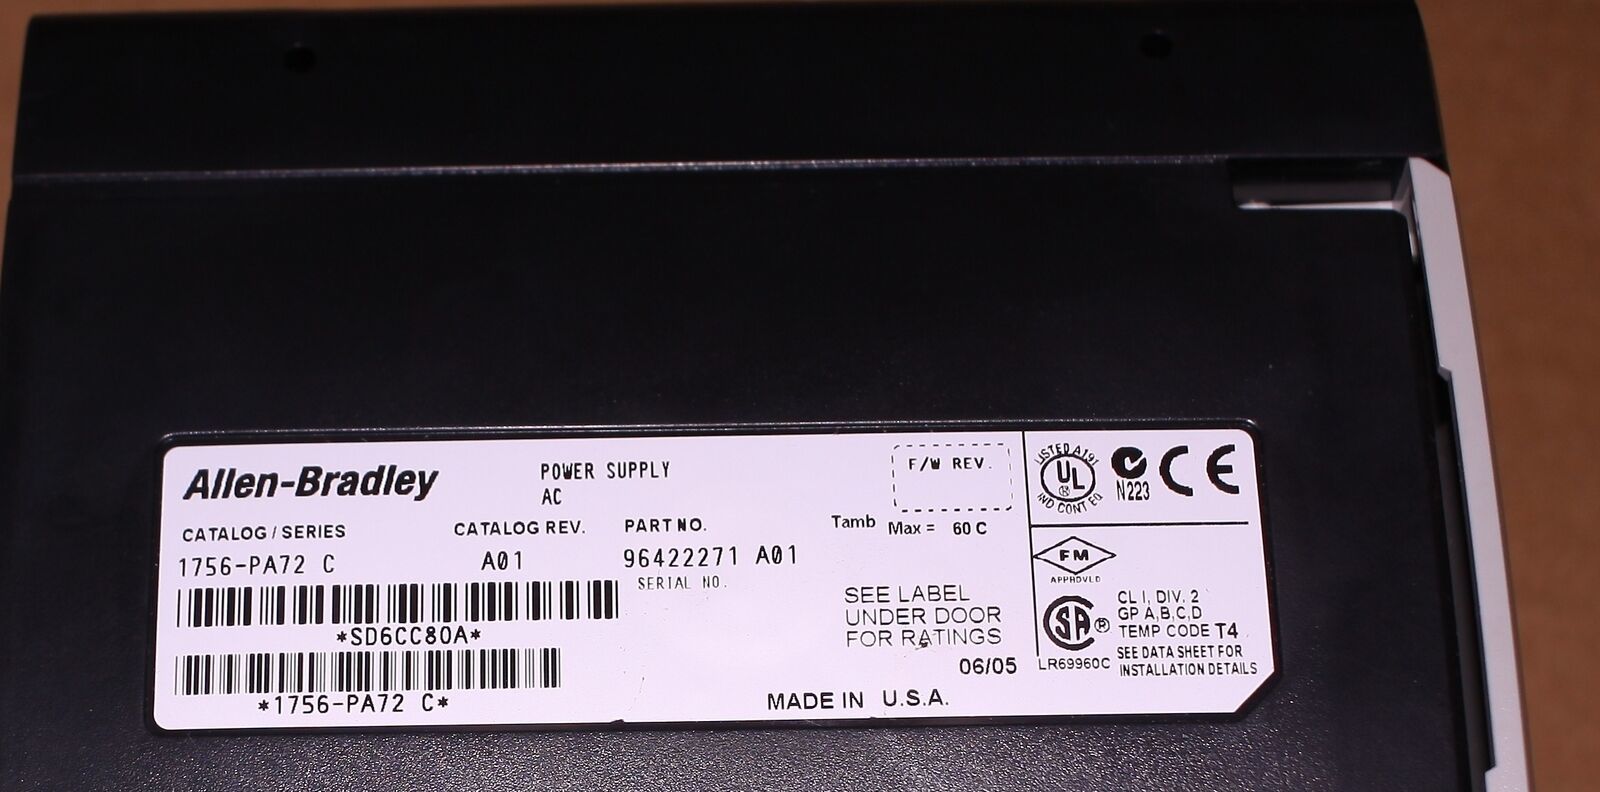 Allen-Bradley
POWER SUPPLY
AC
F/W REV.
CATALOG / SERIES
CATALOG REV.
PART NO.
Tamb Max = 60 C
1756-PA72 C
A01
96422271 A01
SERIAL NO.
*SD6CC80A*
*1756-PA72 C*
SEE LABEL
UNDER DOOR
FOR RATINGS
06/05
MADE IN U.S.A.
LISTED A191
UL
®
IND CONT EQ
N223
CE
FM
APPROVED
SA ®
LR69960C
CL I, DIV. 2
GP A,B,C,D
TEMP CODE T4
SEE DATA SHEET FOR
INSTALLATION DETAILS